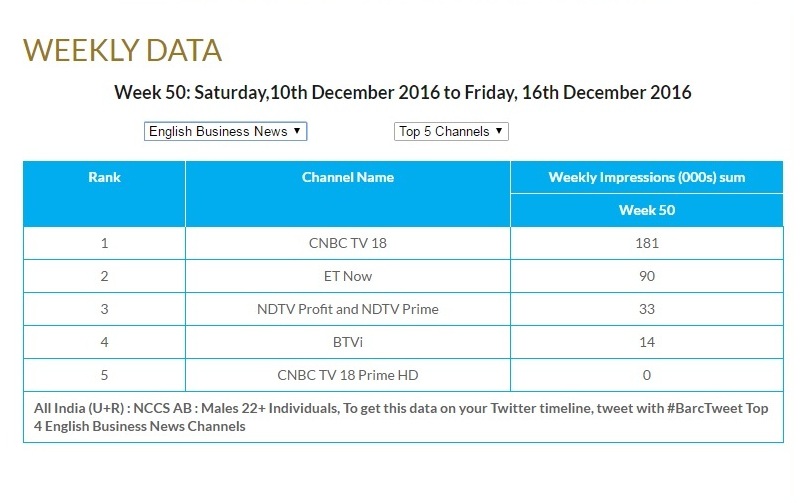 WEEKLY DATA
Week 50: Saturday,10th December 2016 to Friday, 16th December 2016
English Business News ▼ Top 5 Channels ▼
Rank Channel Name Weekly Impressions (000s) sum
Week 50
1 CNBC TV 18 181
2 ET Now 90
3 NDTV Profit and NDTV Prime 33
4 BTVi 14
5 CNBC TV 18 Prime HD 0
All India (U+R) : NCCS AB : Males 22+ Individuals, To get this data on your Twitter timeline, tweet with #BarcTweet Top
4 English Business News Channels